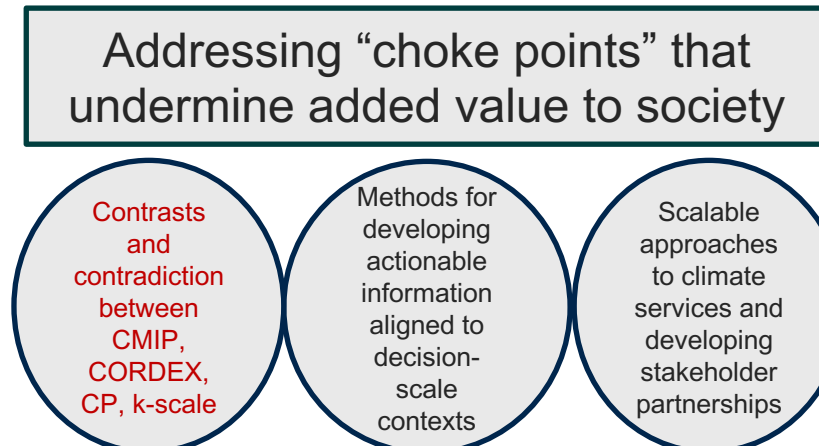 Addressing “choke points” that
undermine added value to society
Contrasts
and
contradiction
between
CMIP,
CORDEX,
CP, k-scale
Methods for
developing
actionable
information
aligned to
decision-
scale
contexts
Scalable
approaches
to climate
services and
developing
stakeholder
partnerships